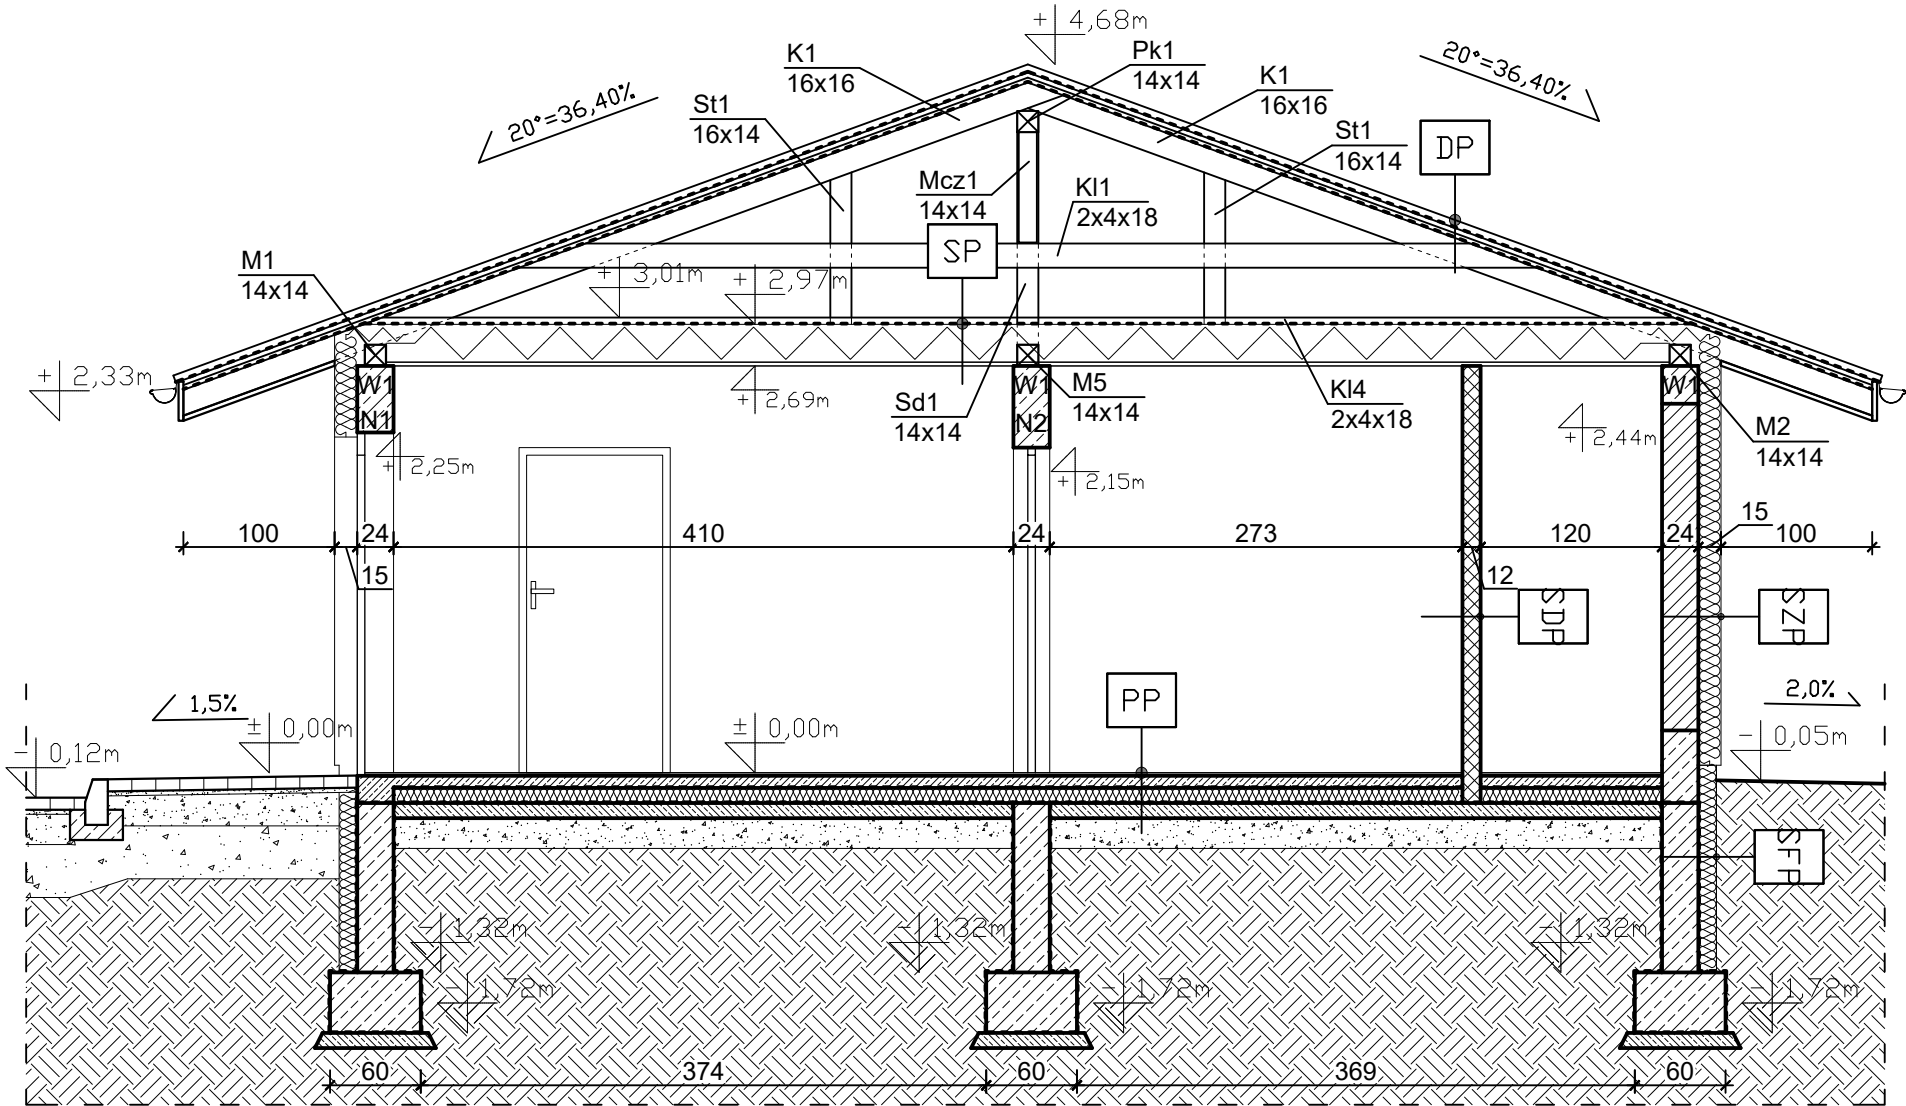 + 4,68m
K1
16x16
Pk1
14x14
K1
16x16
20°=36,40%
20°=36,40%
St1
16x14
St1
16x14
DP
Mcz1
14x14
Kl1
2x4x18
SP
M1
14x14
+ 3,01m
+ 2,97m
+ 2,33m
W1
N1
+ 2,69m
W1
N2
M5
14x14
Sd1
14x14
Kl4
2x4x18
W1
+ 2,44m
M2
14x14
+ 2,25m
+ 2,15m
100
24
410
24
273
120
24
15
100
15
12
SDP
SZP
1,5%
PP
2,0%
± 0,00m
± 0,00m
- 0,12m
- 0,05m
SFP
- 1,32m
- 1,32m
- 1,32m
- 1,72m
- 1,72m
- 1,72m
60
374
60
369
60